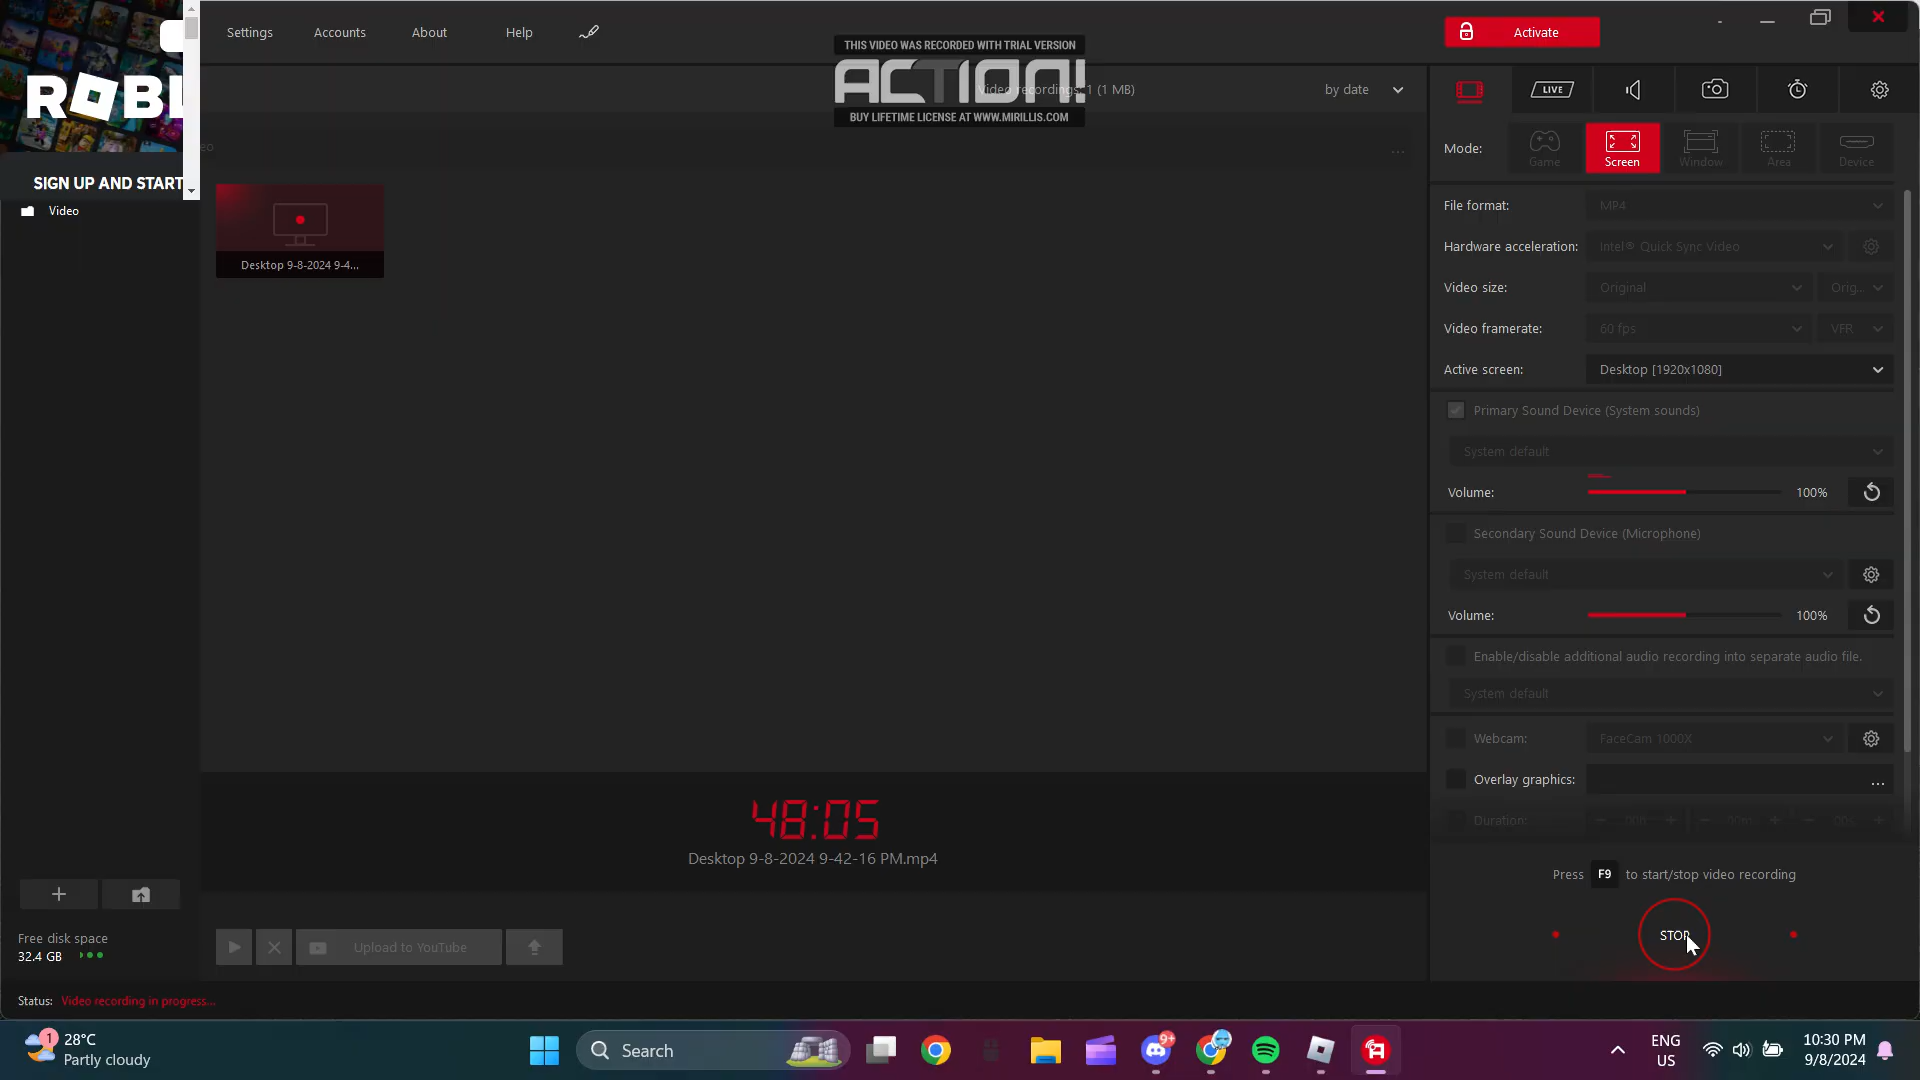 Settings
Accounts
About
Help
THIS VIDEO WAS RECORDED WITH TRIAL VERSION
ACTION!
BUY LIFETIME LICENSE AT WWW.MIRILLIS.COM
Activate
ROBL
SIGN UP AND START
Video recordings: 1 (1 MB)
by date
LIVE
eo
...
Mode:
Game
Screen
Window
Area
Device
Video
Desktop 9-8-2024 9-4...
File format:
MP4
Hardware acceleration:
Intel® Quick Sync Video
Video size:
Original
Orig...
Video framerate:
60 fps
VFR
Active screen:
Desktop [1920x1080]
Primary Sound Device (System sounds)
System default
Volume:
100%
Secondary Sound Device (Microphone)
System default
Volume:
100%
Enable/disable additional audio recording into separate audio file.
System default
Webcam:
FaceCam 1000X
Overlay graphics:
...
Duration:
48:05
Desktop 9-8-2024 9-42-16 PM.mp4
Press F9 to start/stop video recording
STOP
Free disk space
32.4 GB
Upload to YouTube
Status: Video recording in progress...
1
28°C
Partly cloudy
Search
9+
ENG
US
10:30 PM
9/8/2024